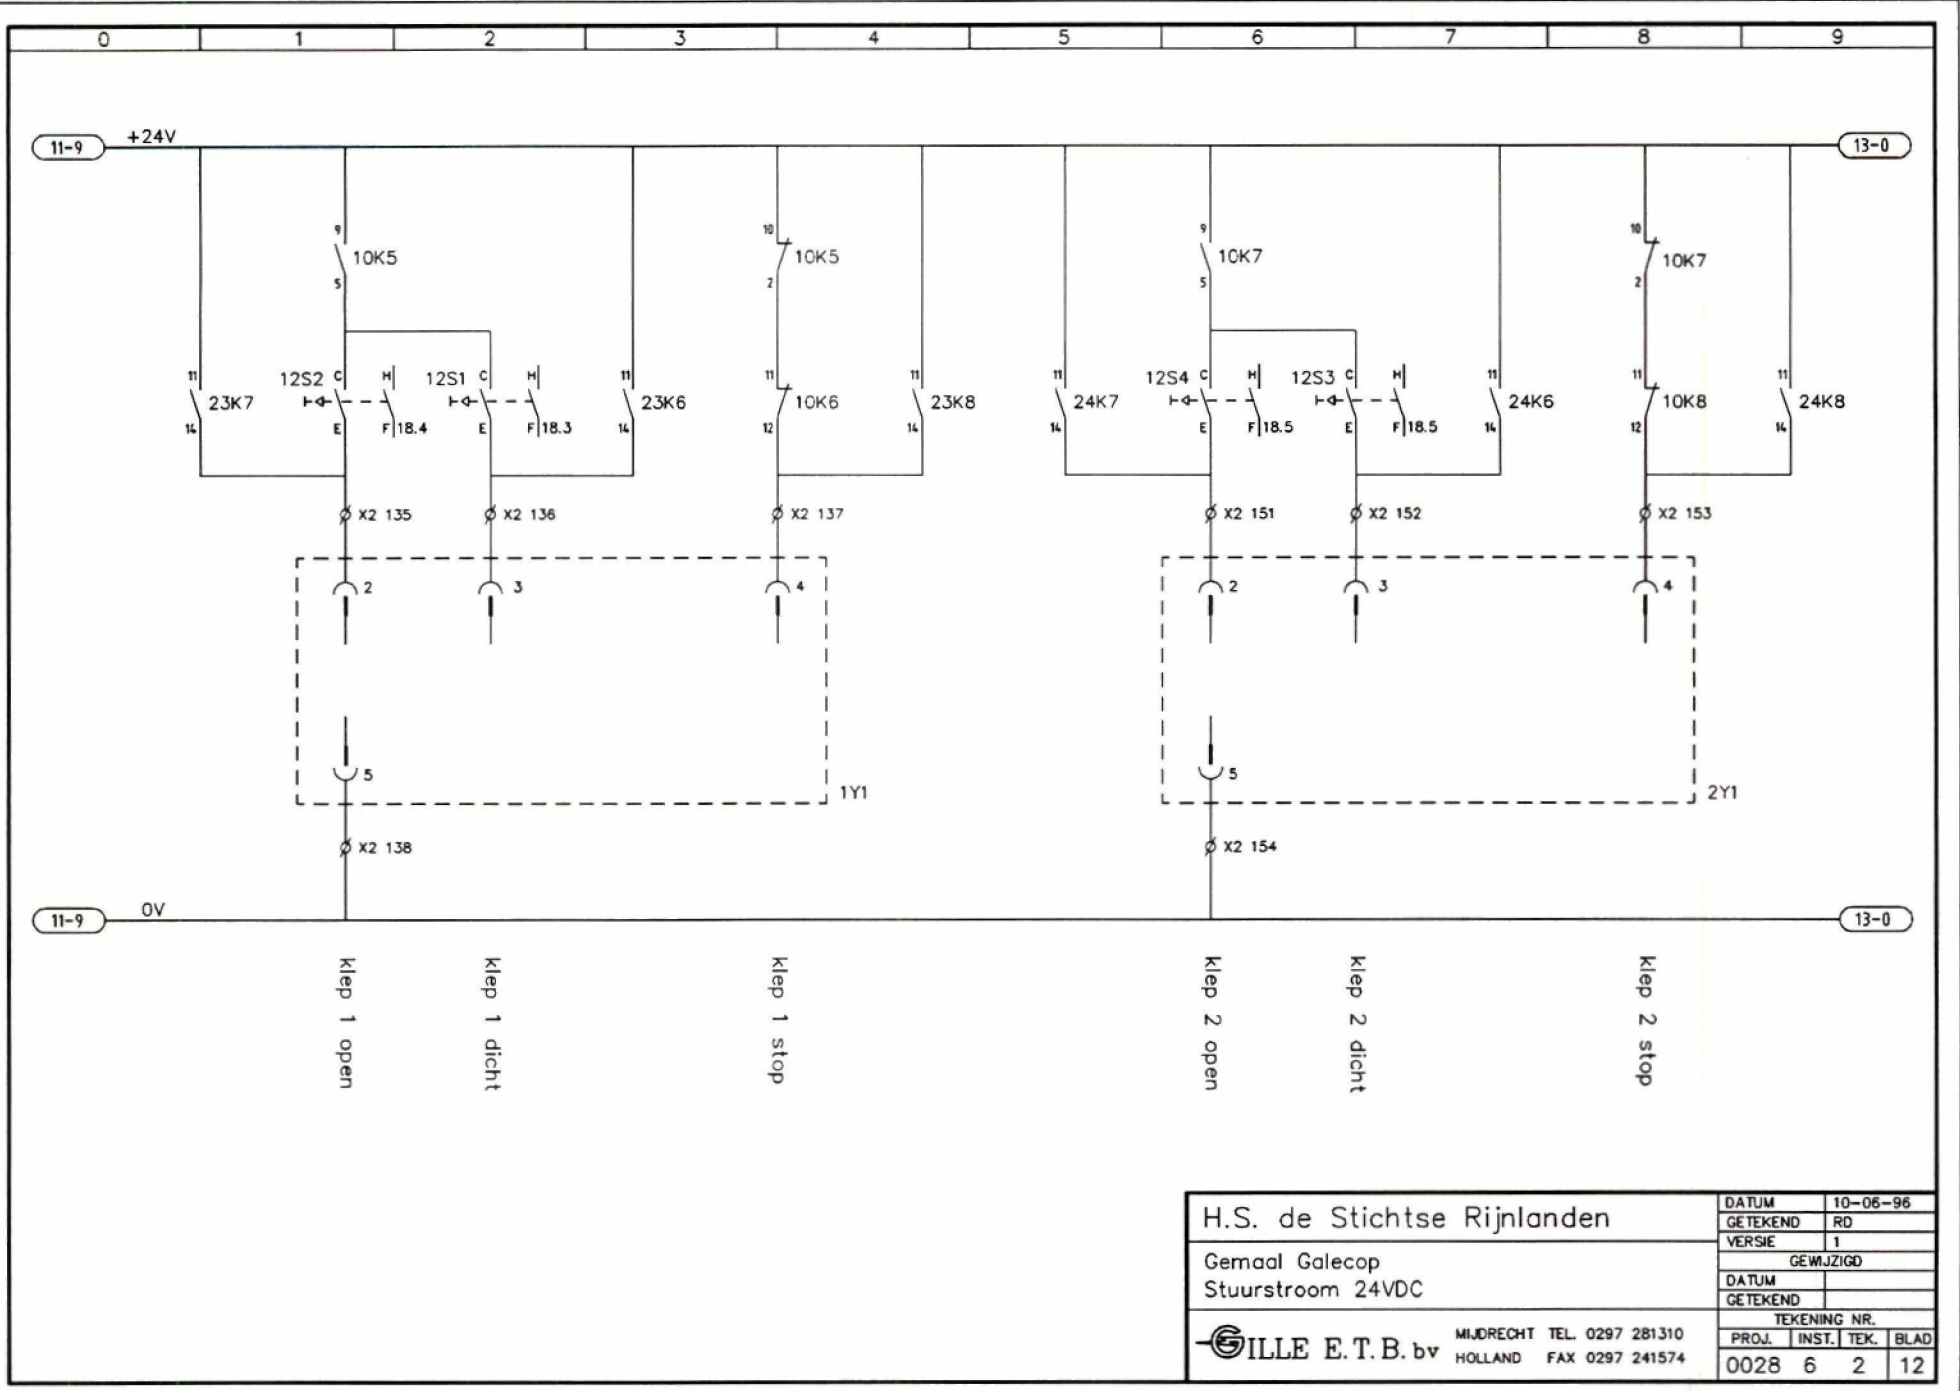 0 1 2 3 4 5 6 7 8 9
11-9 +24V 13-0
9 10 9 10
10K5 10K5 10K7 10K7
5 2 5 2
11 12S2 C H 12S1 C H 11 11 11 11 12S4 C H 12S3 C H 11 11 11
23K7 23K6 10K6 23K8 24K7 24K6 10K8 24K8
14 E F 18.4 E F 18.3 14 12 14 14 E F 18.5 E F 18.5 14 12 14
X2 135 X2 136 X2 137 X2 151 X2 152 X2 153
2 3 4 2 3 4
5 5
1Y1 2Y1
X2 138 X2 154
11-9 0V 13-0
klep 1 open
klep 1 dicht
klep 1 stop
klep 2 open
klep 2 dicht
klep 2 stop
H.S. de Stichtse Rijnlanden
Gemaal Galecop
Stuurstroom 24VDC
GILLE E.T.B. bv
MIJDRECHT TEL. 0297 281310
HOLLAND FAX 0297 241574
DATUM 10-06-96
GETEKEND RD
VERSIE 1
GEWIJZIGD
DATUM
GETEKEND
TEKENING NR.
PROJ. INST. TEK. BLAD
0028 6 2 12